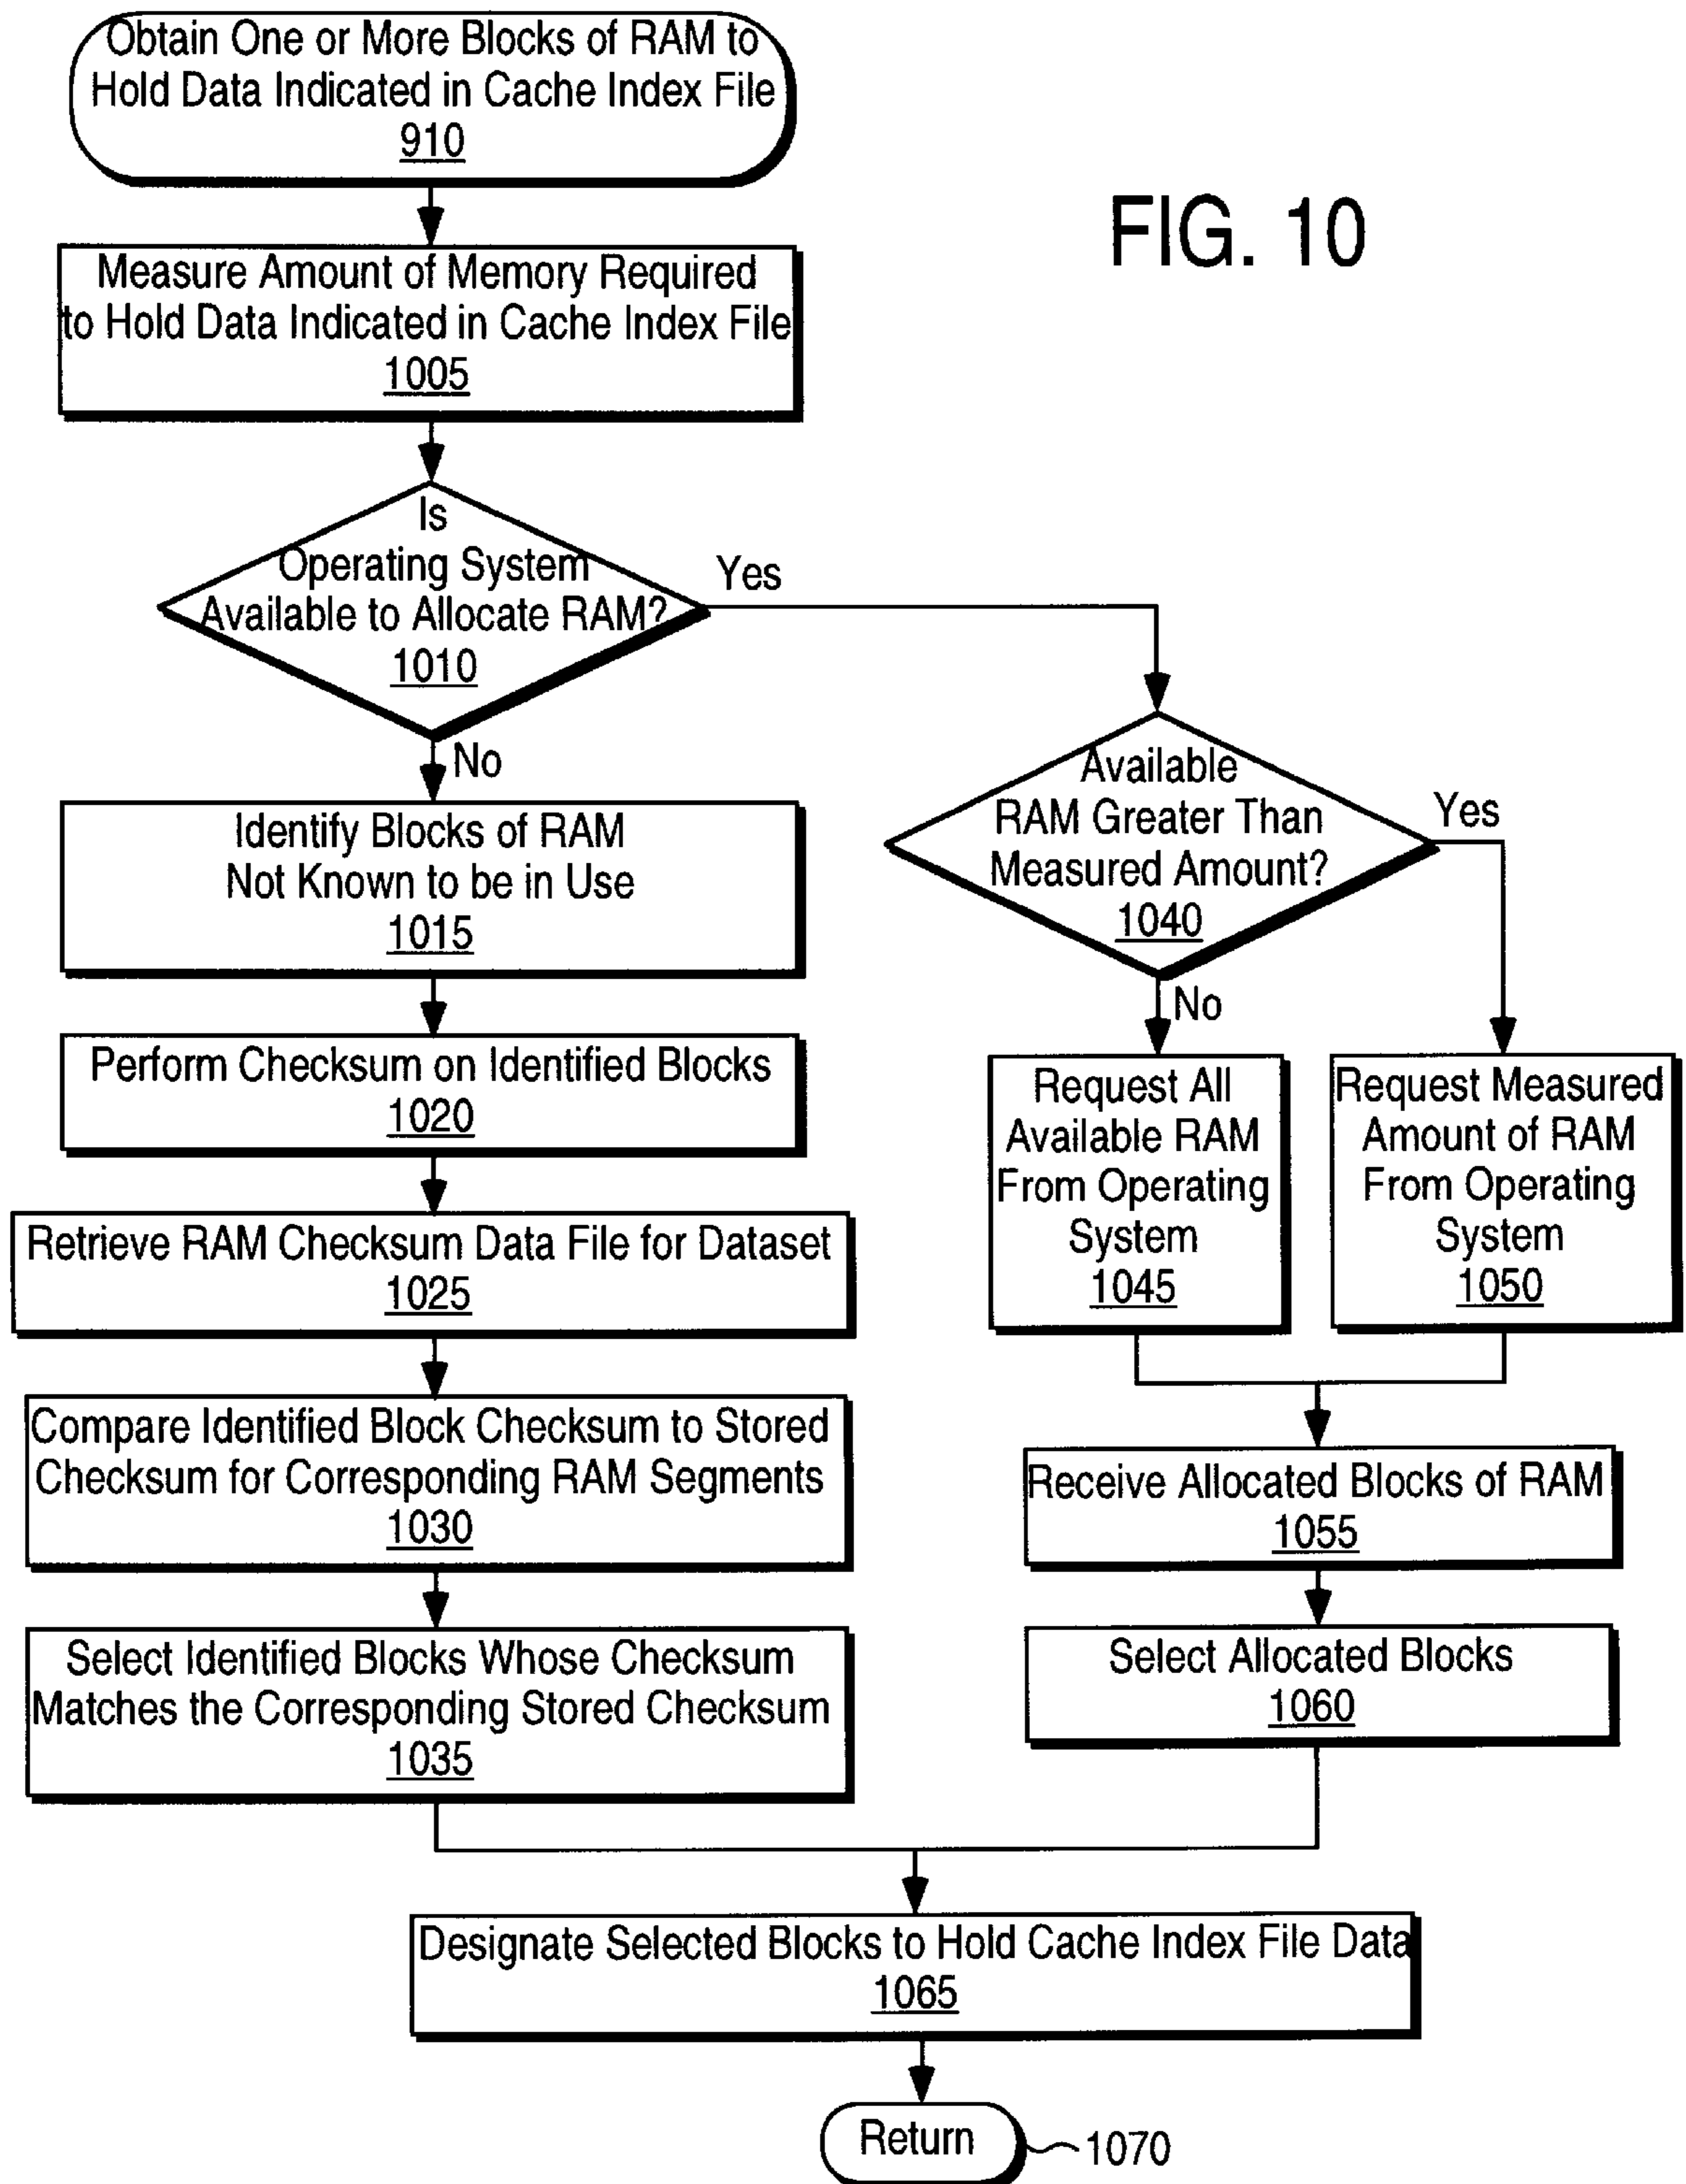 Obtain One or More Blocks of RAM to
Hold Data Indicated in Cache Index File
910
FIG. 10
Measure Amount of Memory Required
to Hold Data Indicated in Cache Index File
1005
Is
Operating System
Available to Allocate RAM?
1010
Yes
No
Identify Blocks of RAM
Not Known to be in Use
1015
Perform Checksum on Identified Blocks
1020
Retrieve RAM Checksum Data File for Dataset
1025
Compare Identified Block Checksum to Stored
Checksum for Corresponding RAM Segments
1030
Select Identified Blocks Whose Checksum
Matches the Corresponding Stored Checksum
1035
Available
RAM Greater Than
Measured Amount?
1040
Yes
No
Request All
Available RAM
From Operating
System
1045
Request Measured
Amount of RAM
From Operating
System
1050
Receive Allocated Blocks of RAM
1055
Select Allocated Blocks
1060
Designate Selected Blocks to Hold Cache Index File Data
1065
Return
1070